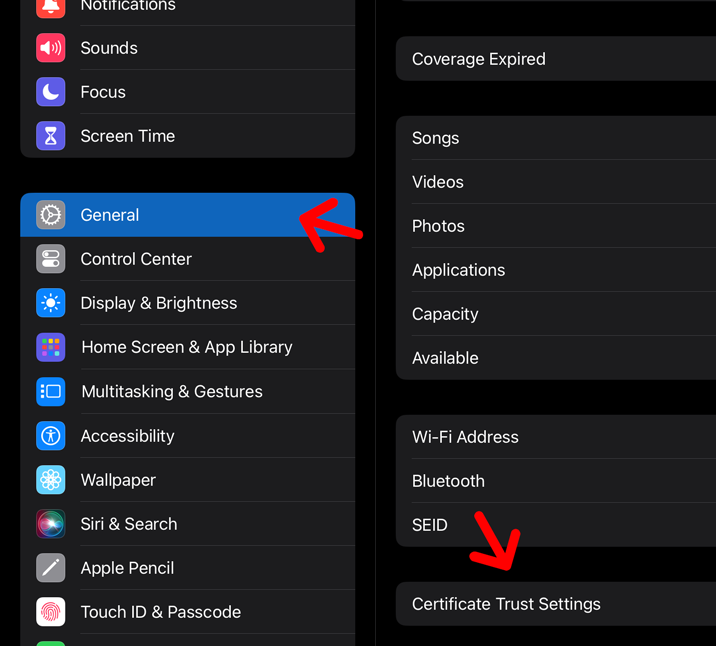 Notifications
Sounds
Focus
Screen Time
General
Control Center
Display & Brightness
Home Screen & App Library
Multitasking & Gestures
Accessibility
Wallpaper
Siri & Search
Apple Pencil
Touch ID & Passcode
Coverage Expired
Songs
Videos
Photos
Applications
Capacity
Available
Wi-Fi Address
Bluetooth
SEID
Certificate Trust Settings